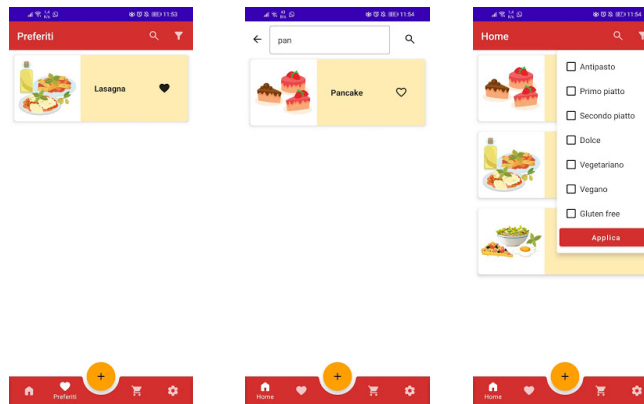 11:53
Preferiti
Lasagna
+
Preferiti
11:54
pan
Pancake
+
Home
11:54
Home
Antipasto
Primo piatto
Secondo piatto
Dolce
Vegetariano
Vegano
Gluten free
Applica
+
Home